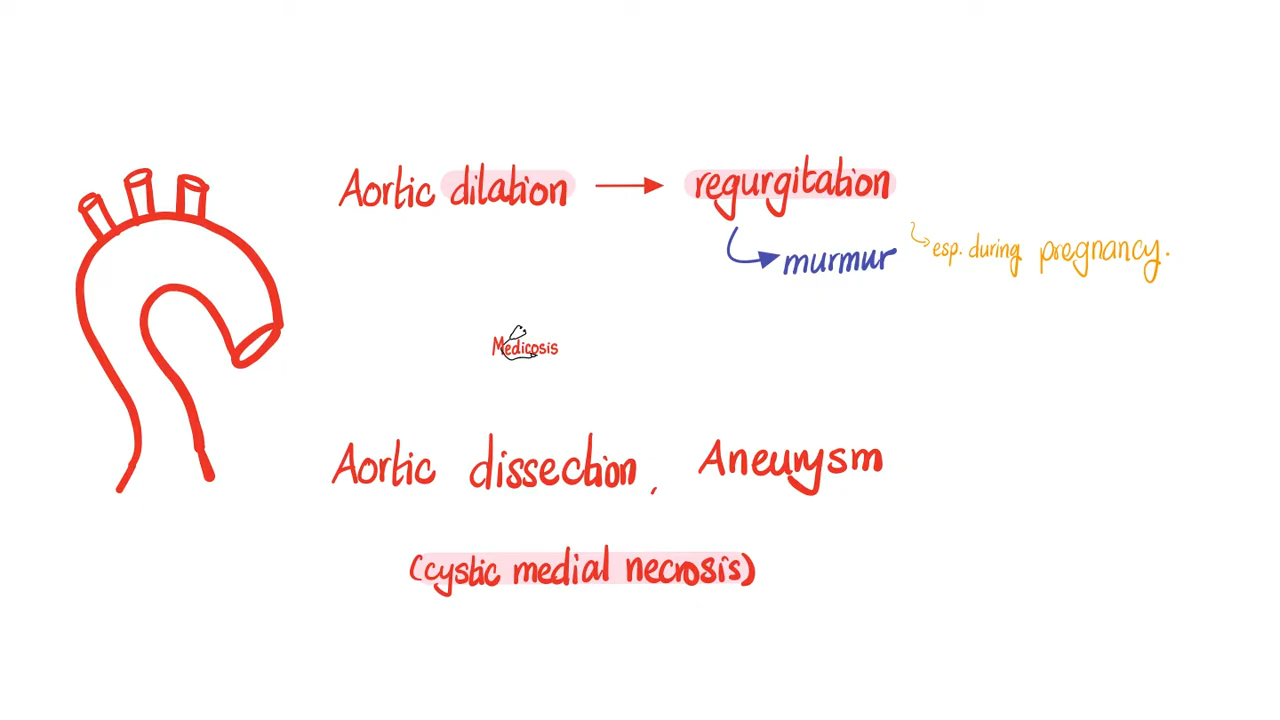 Aortic dilation → regurgitation
murmur
esp. during pregnancy.
Medicosis
Aortic dissection, Aneurysm
(cystic medial necrosis)